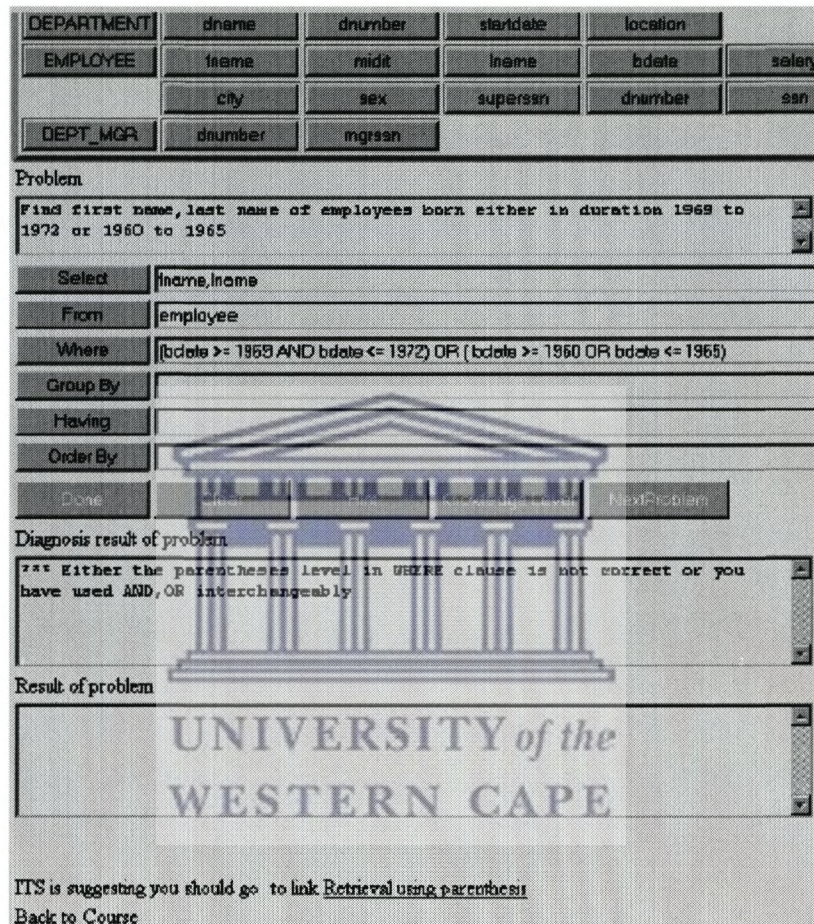 DEPARTMENT dname dnumber startdate location
EMPLOYEE fname midit lname bdate salary
city sex superssn dnumber ssn
DEPT_MGR dnumber mgrssn
Problem
Find first name,last name of employees born either in duration 1969 to
1972 or 1960 to 1965
Select fname,lname
From employee
Where (bdate >= 1969 AND bdate <= 1972) OR ( bdate >= 1960 OR bdate <= 1965)
Group By
Having
Order By
Done NextProblem
Diagnosis result of problem
*** Either the parentheses level in WHERE clause is not correct or you
have used AND,OR interchangeably
Result of problem
UNIVERSITY of the
WESTERN CAPE
ITS is suggesting you should go to link Retrieval using parenthesis
Back to Course